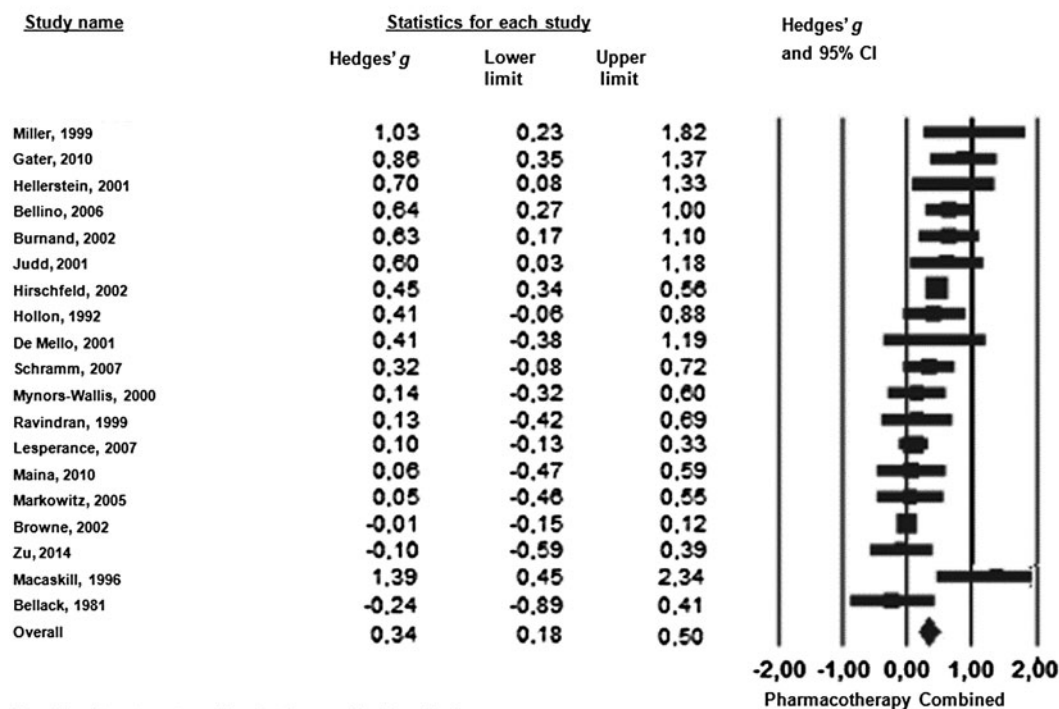 Study name Statistics for each study Hedges' g
and 95% CI
Hedges' g Lower limit Upper limit
Miller, 1999 1,03 0,23 1,82
Gater, 2010 0,86 0,35 1,37
Hellerstein, 2001 0,70 0,08 1,33
Bellino, 2006 0,64 0,27 1,00
Burnand, 2002 0,63 0,17 1,10
Judd, 2001 0,60 0,03 1,18
Hirschfeld, 2002 0,45 0,34 0,56
Hollon, 1992 0,41 -0,06 0,88
De Mello, 2001 0,41 -0,38 1,19
Schramm, 2007 0,32 -0,08 0,72
Mynors-Wallis, 2000 0,14 -0,32 0,60
Ravindran, 1999 0,13 -0,42 0,69
Lesperance, 2007 0,10 -0,13 0,33
Maina, 2010 0,06 -0,47 0,59
Markowitz, 2005 0,05 -0,46 0,55
Browne, 2002 -0,01 -0,15 0,12
Zu, 2014 -0,10 -0,59 0,39
Macaskill, 1996 1,39 0,45 2,34
Bellack, 1981 -0,24 -0,89 0,41
Overall 0,34 0,18 0,50
-2,00 -1,00 0,00 1,00 2,00
Pharmacotherapy Combined